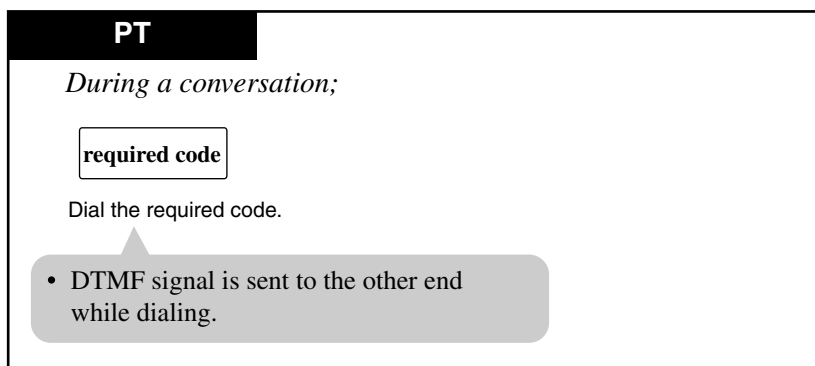 PT
During a conversation;
required code
Dial the required code.
• DTMF signal is sent to the other end
while dialing.